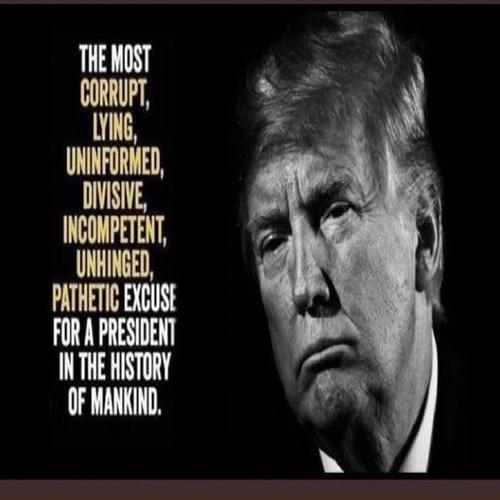 THE MOST
CORRUPT,
LYING,
UNINFORMED,
DIVISIVE,
INCOMPETENT,
UNHINGED,
PATHETIC EXCUSE
FOR A PRESIDENT
IN THE HISTORY
OF MANKIND.